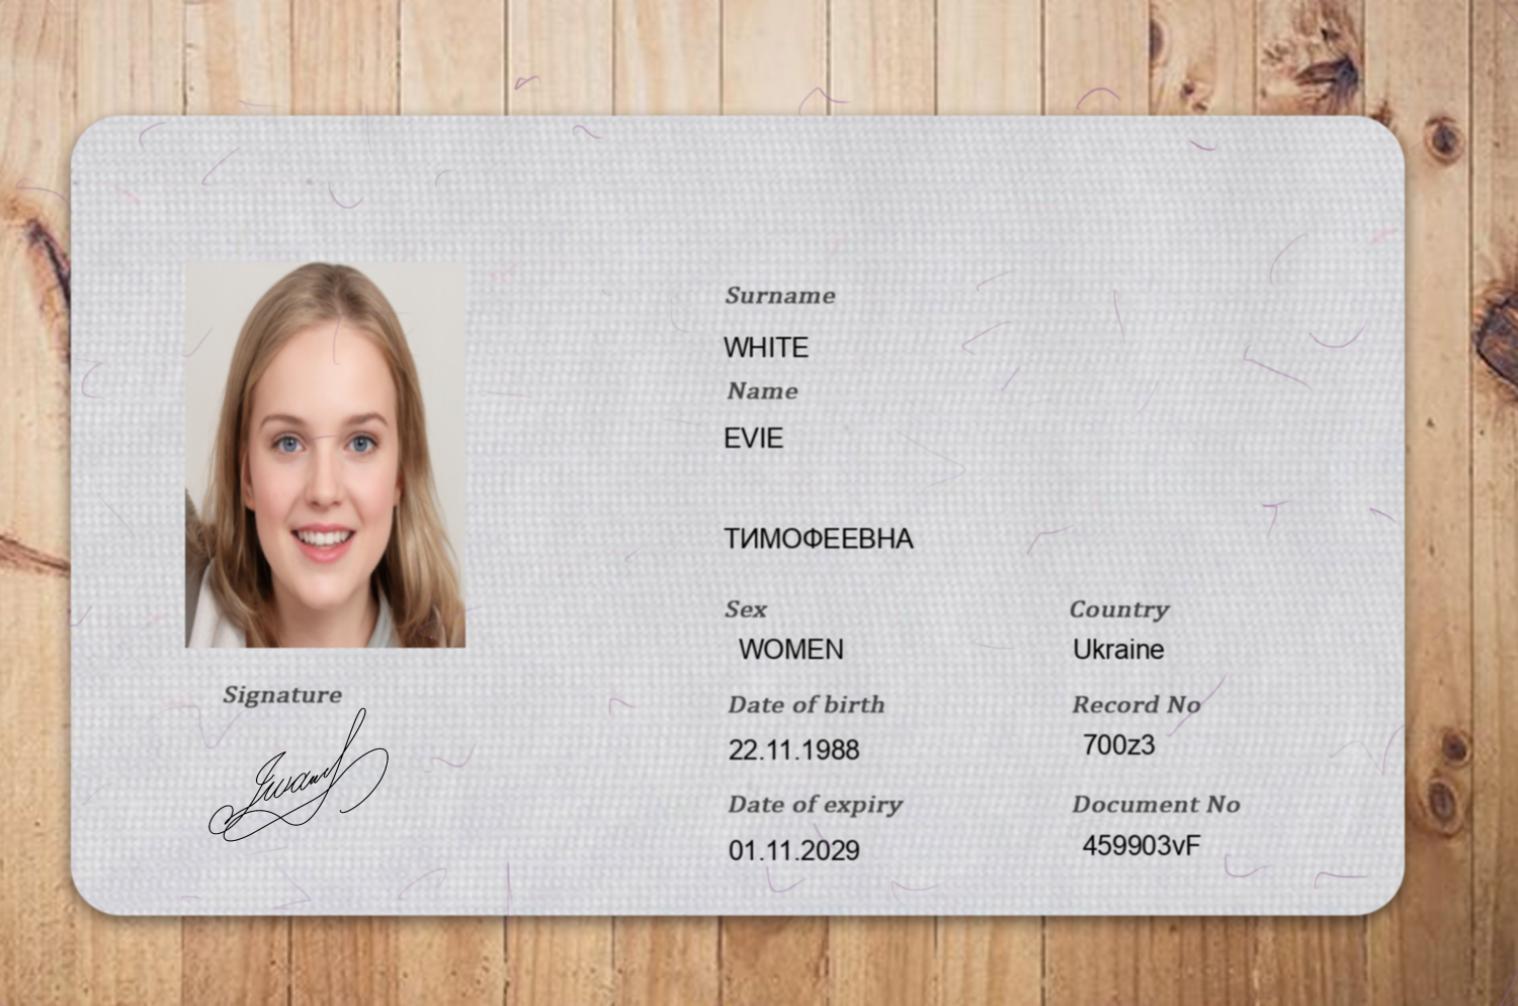 Surname
WHITE
Name
EVIE
ТИМОФЕЕВНА
Sex Country
WOMEN Ukraine
Date of birth Record No
22.11.1988 700z3
Date of expiry Document No
01.11.2029 459903vF
Signature